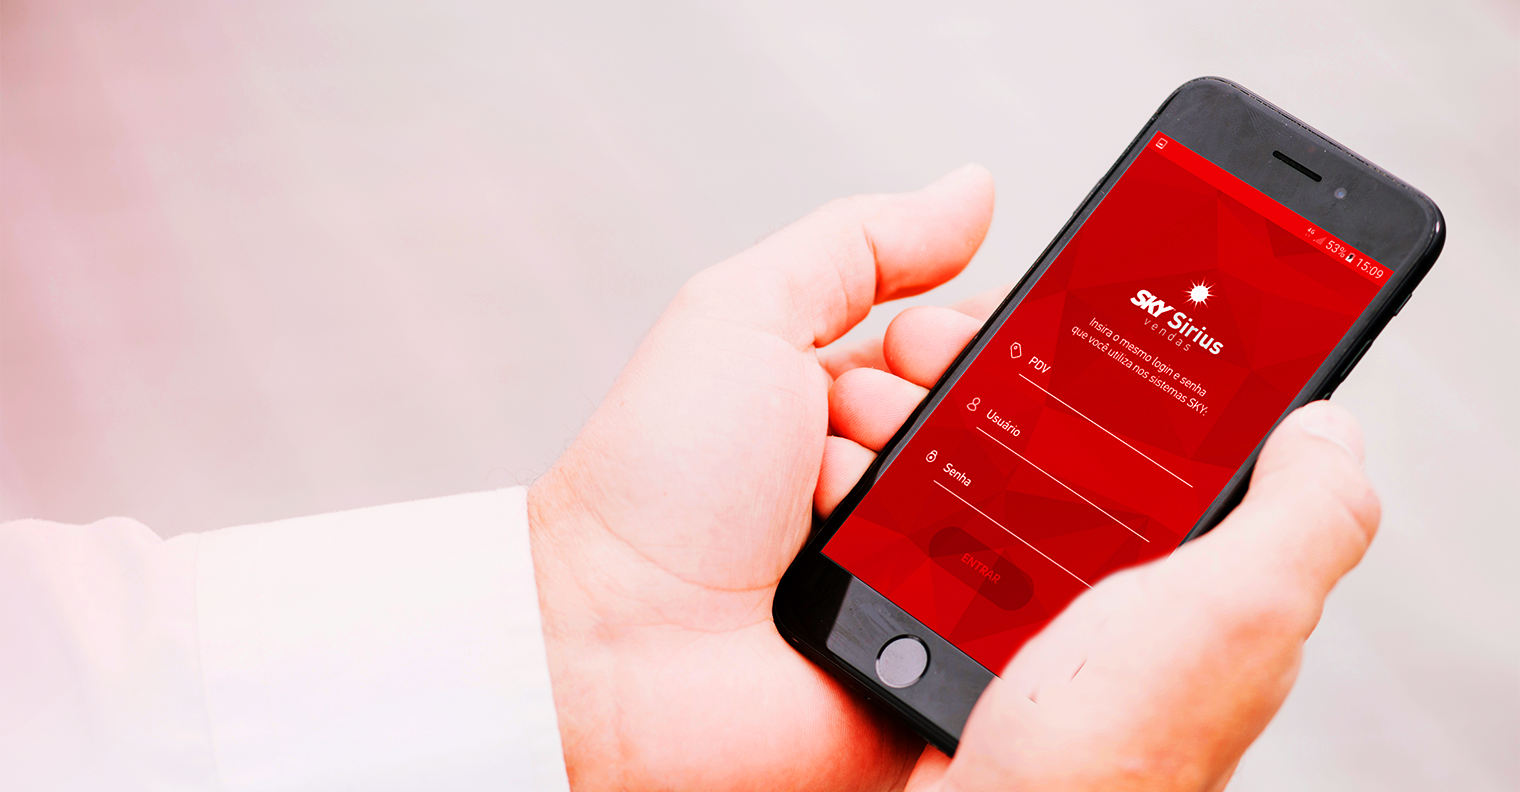 4G 53% 15:09
SKY Sirius
vendas
Insira o mesmo login e senha
que você utiliza nos sistemas SKY:
PDV
Usuário
Senha
ENTRAR